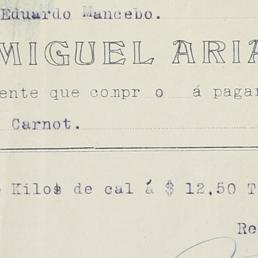 Eduardo Mancebo.
MIGUEL ARIA
ente que compr o á pagar
Carnot.
Kilos de cal á $ 12,50 T
Re